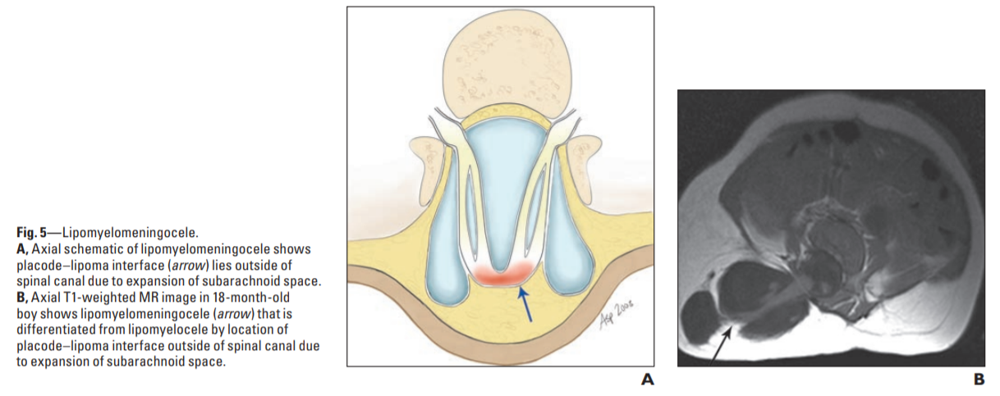 Fig. 5—Lipomyelomeningocele.
A, Axial schematic of lipomyelomeningocele shows
placode–lipoma interface (arrow) lies outside of
spinal canal due to expansion of subarachnoid space.
B, Axial T1-weighted MR image in 18-month-old
boy shows lipomyelomeningocele (arrow) that is
differentiated from lipomyelocele by location of
placode–lipoma interface outside of spinal canal due
to expansion of subarachnoid space.
A
B